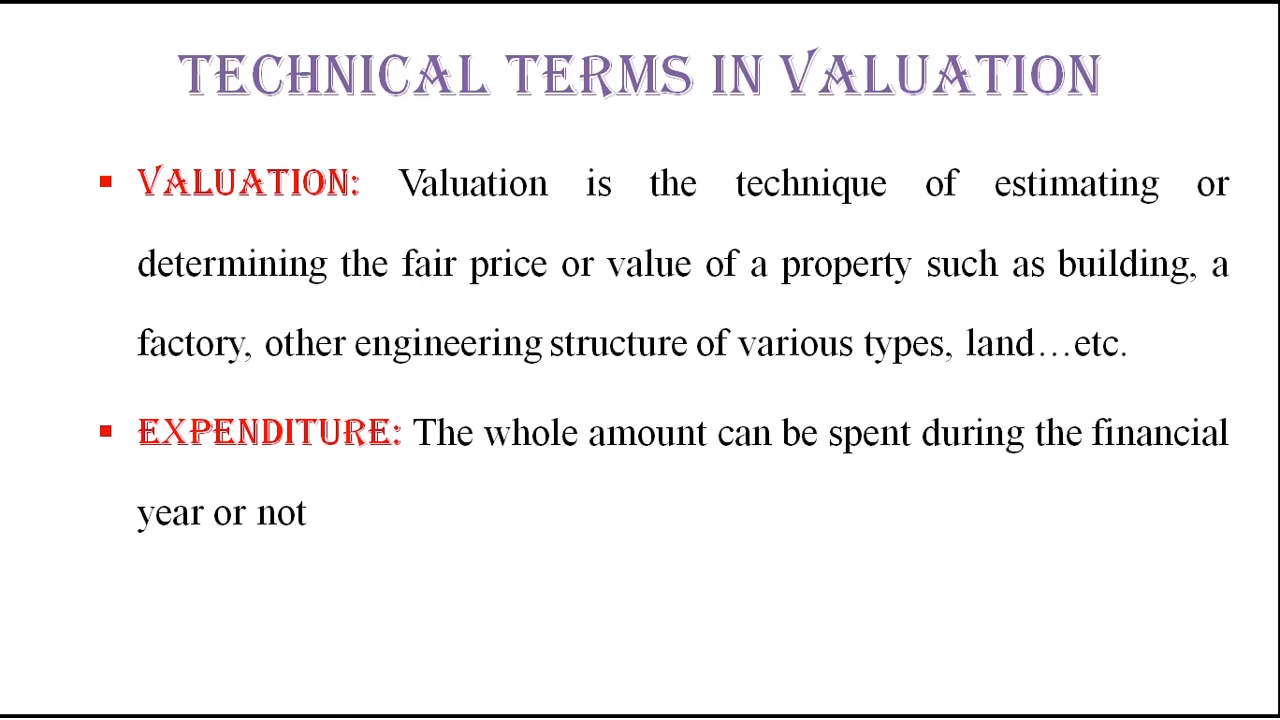 TECHNICAL TERMS IN VALUATION
▪ VALUATION: Valuation is the technique of estimating or
determining the fair price or value of a property such as building, a
factory, other engineering structure of various types, land…etc.
▪ EXPENDITURE: The whole amount can be spent during the financial
year or not